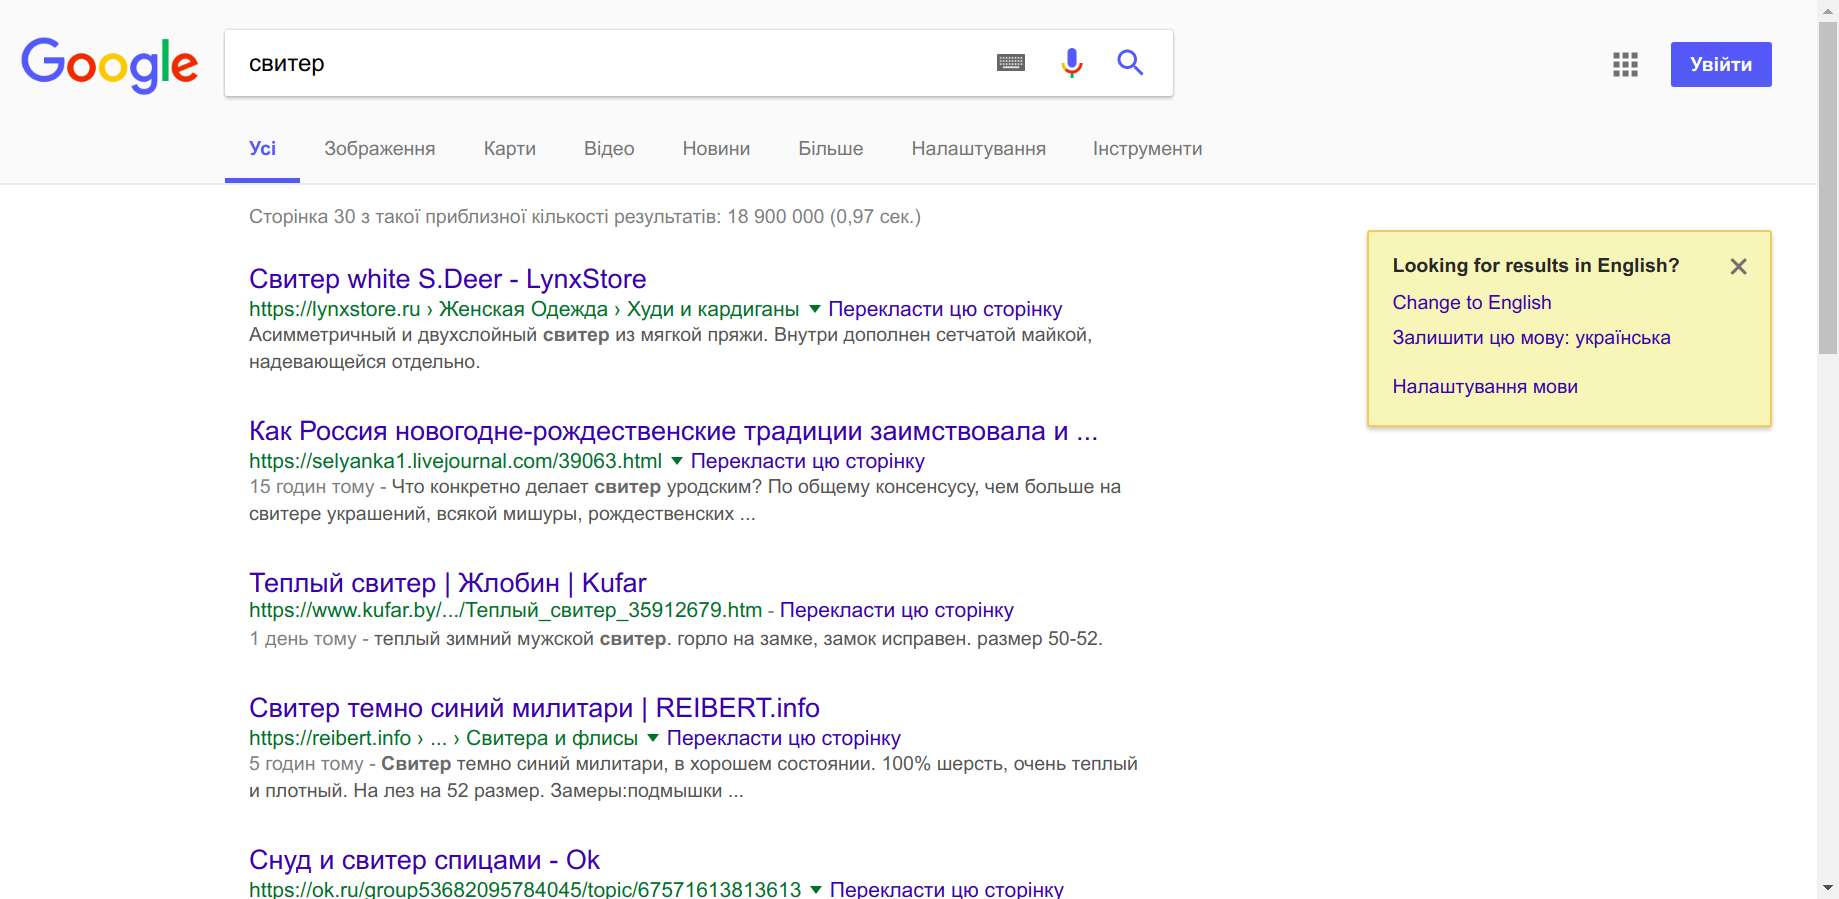 Google
свитер
Увійти
Усі Зображення Карти Відео Новини Більше Налаштування Інструменти
Сторінка 30 з такої приблизної кількості результатів: 18 900 000 (0,97 сек.)
Свитер white S.Deer - LynxStore
https://lynxstore.ru › Женская Одежда › Худи и кардиганы ▼ Перекласти цю сторінку
Асимметричный и двухслойный свитер из мягкой пряжи. Внутри дополнен сетчатой майкой,
надевающейся отдельно.
Как Россия новогодне-рождественские традиции заимствовала и ...
https://selyanka1.livejournal.com/39063.html ▼ Перекласти цю сторінку
15 годин тому - Что конкретно делает свитер уродским? По общему консенсусу, чем больше на
свитере украшений, всякой мишуры, рождественских ...
Теплый свитер | Жлобин | Kufar
https://www.kufar.by/.../Теплый_свитер_35912679.htm - Перекласти цю сторінку
1 день тому - теплый зимний мужской свитер. горло на замке, замок исправен. размер 50-52.
Свитер темно синий милитари | REIBERT.info
https://reibert.info › ... › Свитера и флисы ▼ Перекласти цю сторінку
5 годин тому - Свитер темно синий милитари, в хорошем состоянии. 100% шерсть, очень теплый
и плотный. На лез на 52 размер. Замеры:подмышки ...
Снуд и свитер спицами - Ok
https://ok.ru/group53682095784045/topic/67571613813613 ▼ Перекласти цю сторінку
Looking for results in English?
Change to English
Залишити цю мову: українська
Налаштування мови